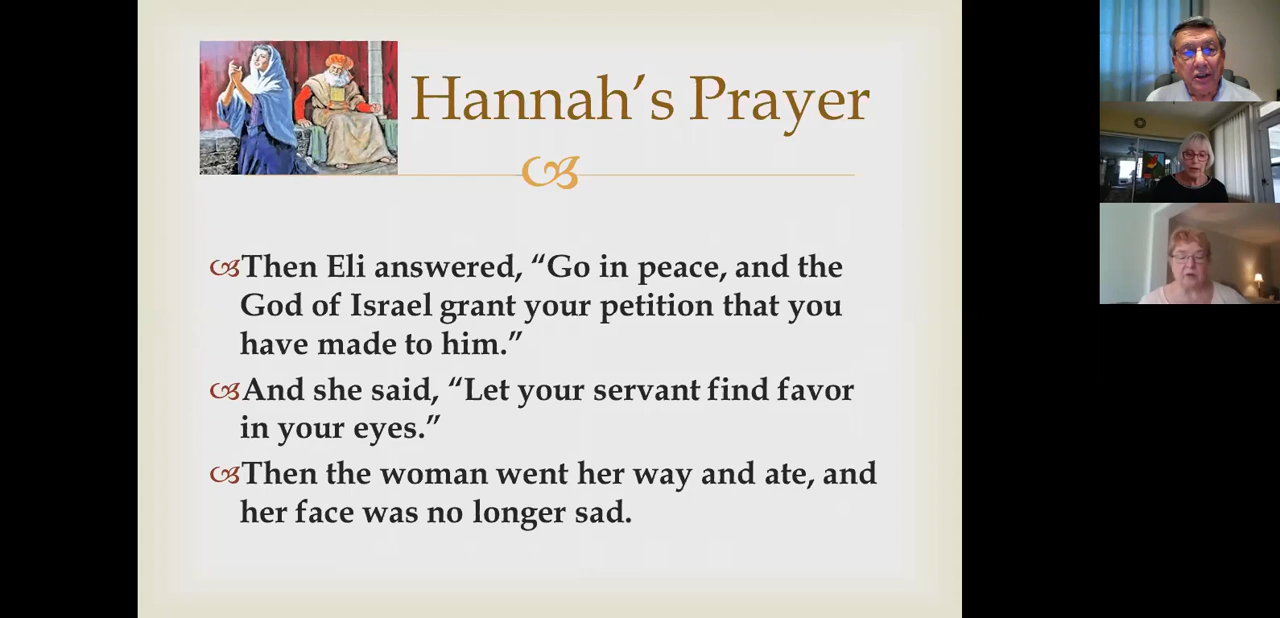 Hannah’s Prayer
Then Eli answered, “Go in peace, and the
God of Israel grant your petition that you
have made to him.”
And she said, “Let your servant find favor
in your eyes.”
Then the woman went her way and ate, and
her face was no longer sad.